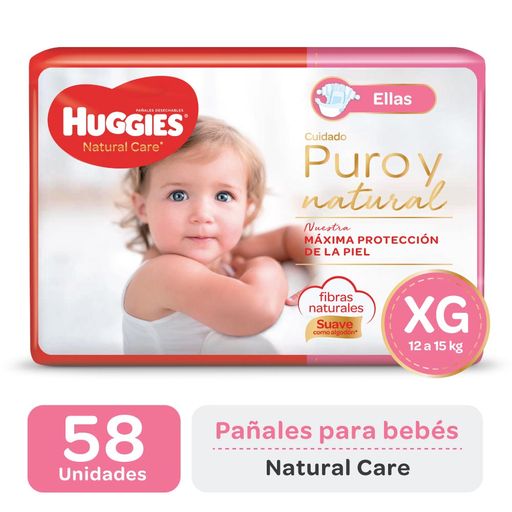 PAÑALES DESECHABLES
HUGGIES
Natural Care*
Ellas
Cuidado
Puro y
natural
Nuestra
MÁXIMA PROTECCIÓN
DE LA PIEL
fibras
naturales
Suave
como algodón*
XG
12 a 15 kg
58
Unidades
Pañales para bebés
Natural Care